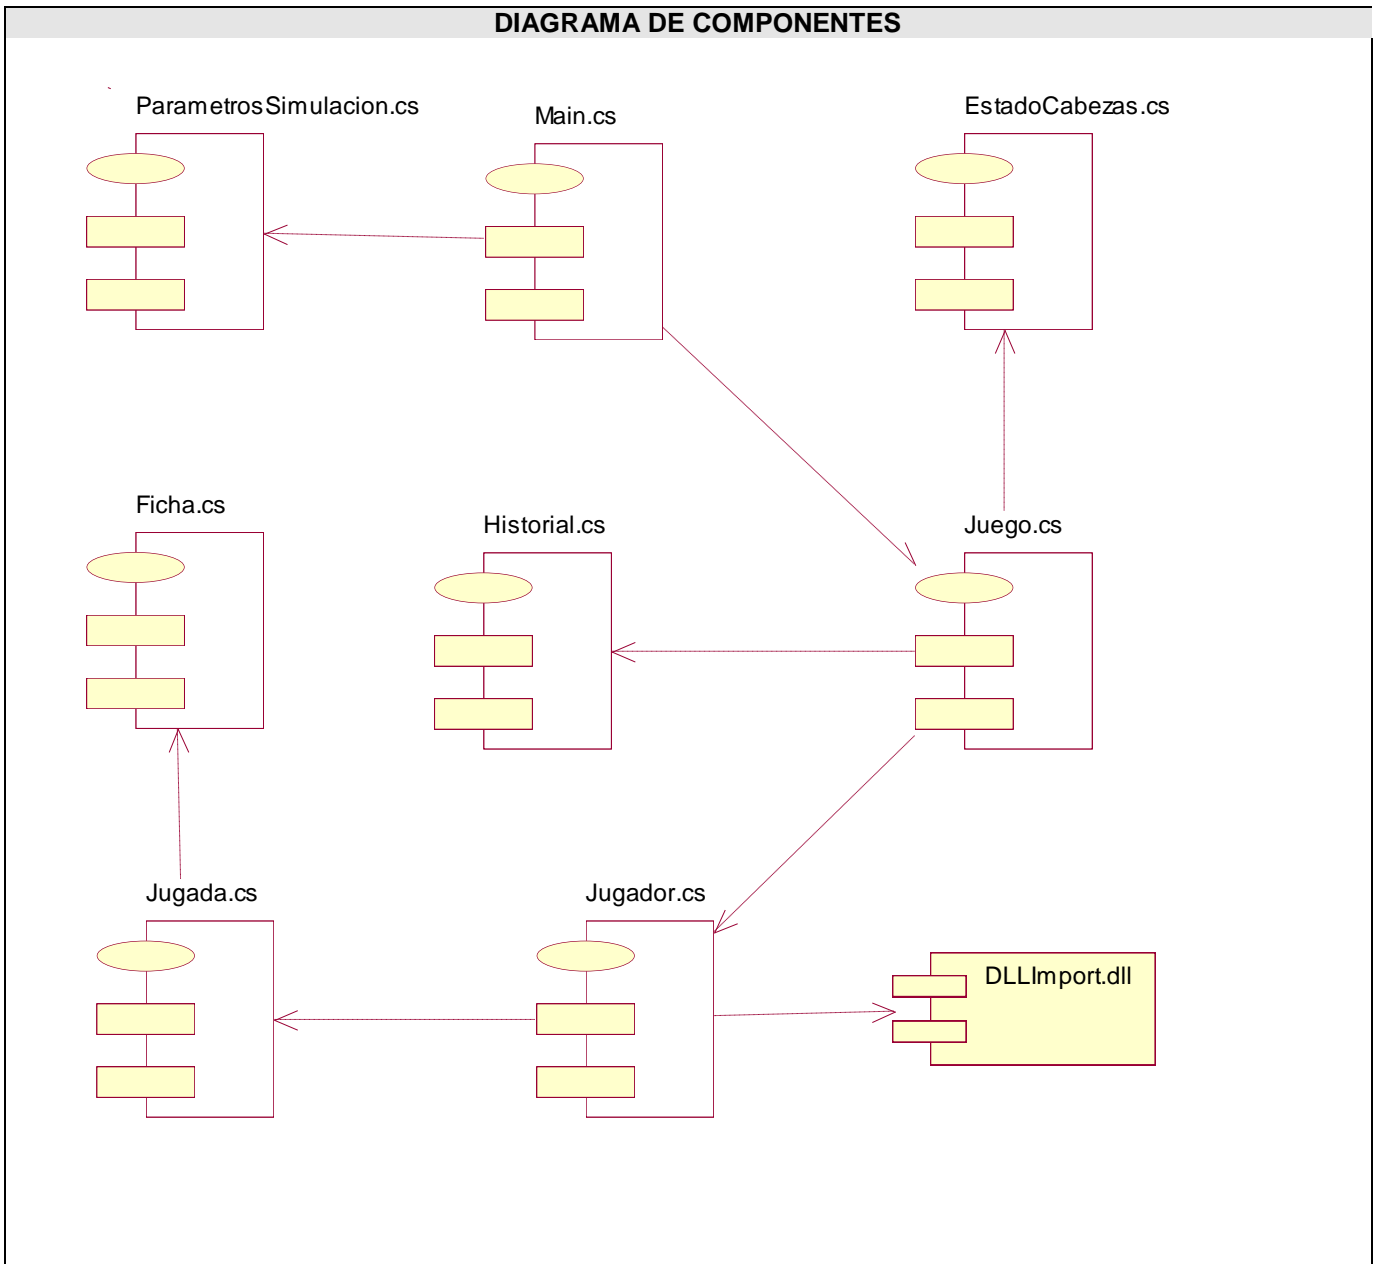 DIAGRAMA DE COMPONENTES
ParametrosSimulacion.cs
Main.cs
EstadoCabezas.cs
Ficha.cs
Historial.cs
Juego.cs
Jugada.cs
Jugador.cs
DLLImport.dll